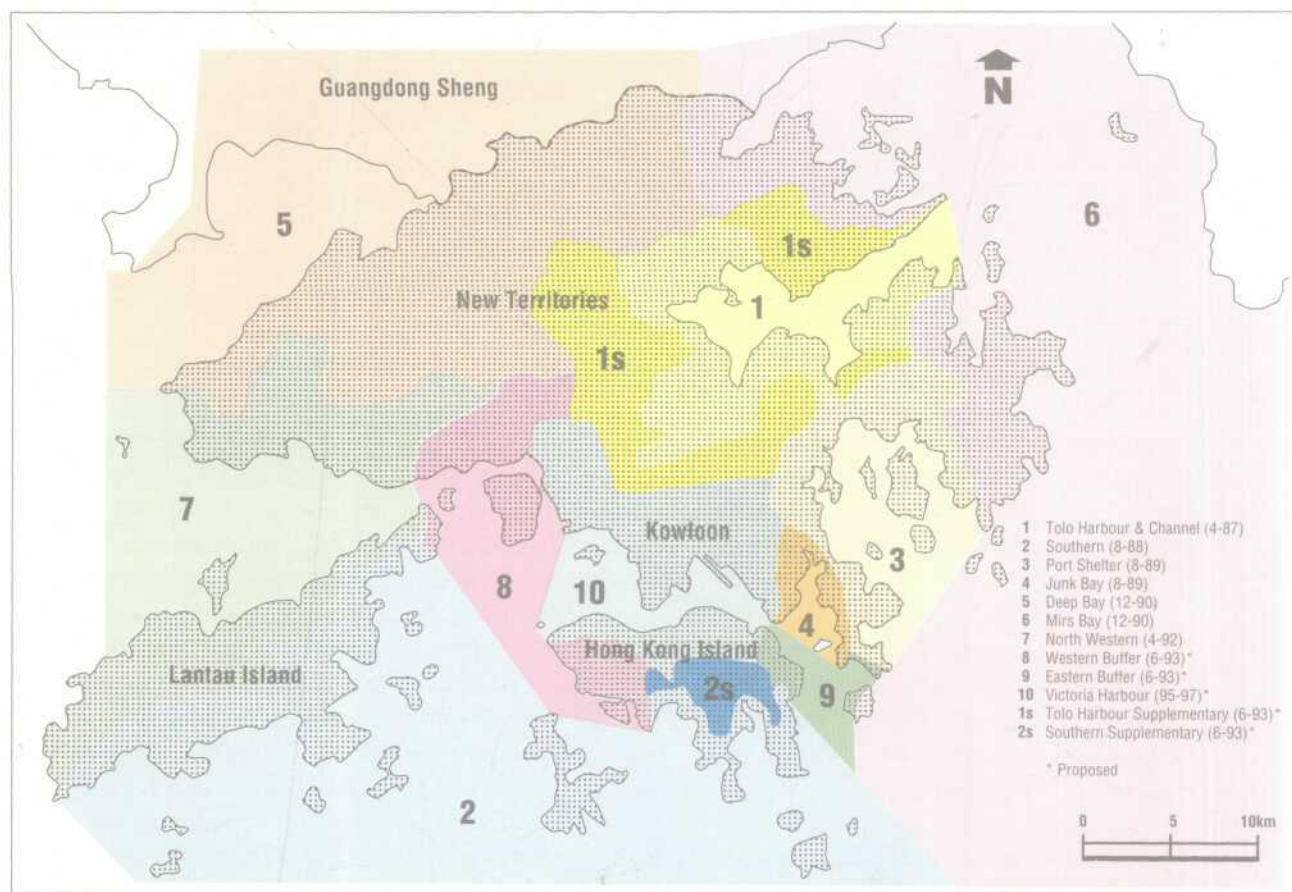 Guangdong Sheng
N
5
6
1s
New Territories
1
1s
7
Kowloon
3
8
10
4
Hong Kong Island
Lantau Island
2s
9
2
1 Tolo Harbour & Channel (4-87)
2 Southern (8-88)
3 Port Shelter (8-89)
4 Junk Bay (8-89)
5 Deep Bay (12-90)
6 Mirs Bay (12-90)
7 North Western (4-92)
8 Western Buffer (6-93)*
9 Eastern Buffer (6-93)*
10 Victoria Harbour (95-97)*
1s Tolo Harbour Supplementary (6-93)*
2s Southern Supplementary (6-93)*
* Proposed
0 5 10km